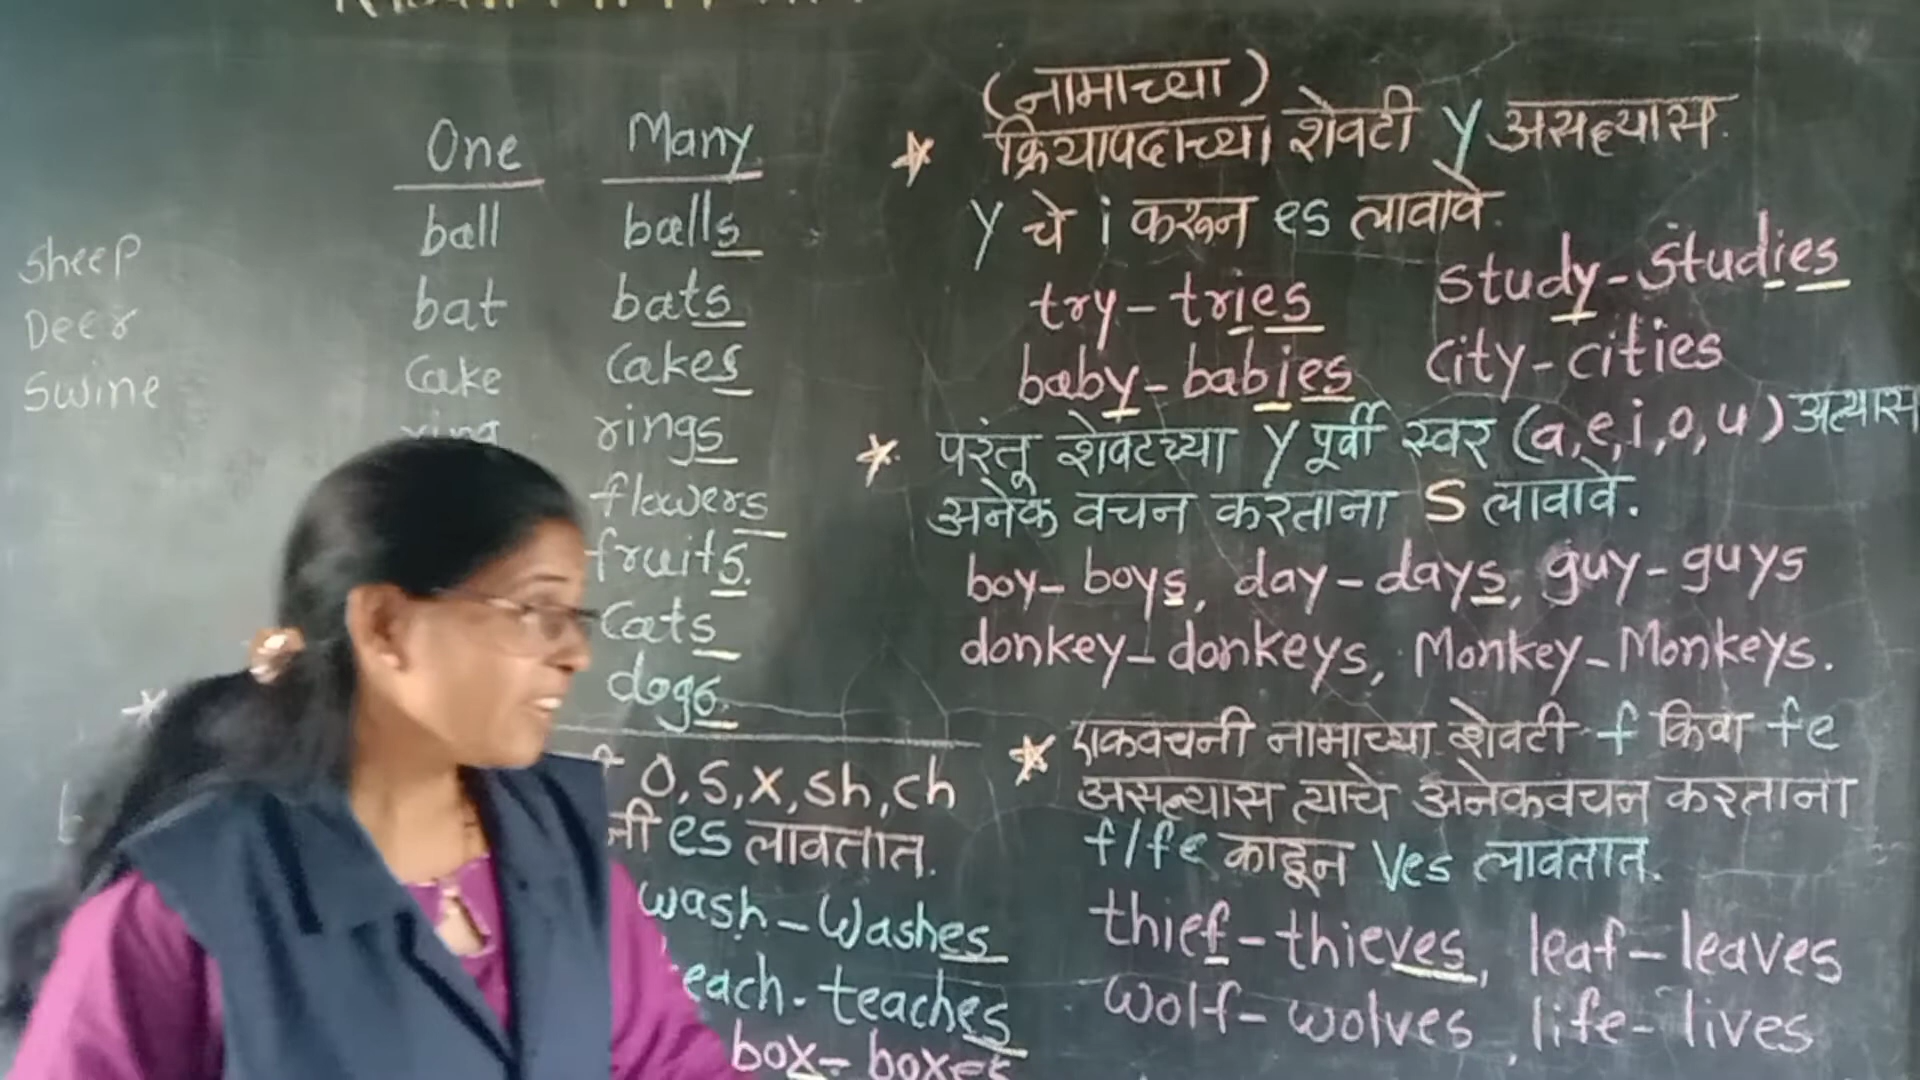 sheep
Deer
Swine
One Many
ball balls
bat bats
Cake Cakes
ring rings
flowers
fruits.
Cats
dogs.
O, S, X, sh, ch
नी es लावतात.
wash – Washes
each - teaches
box – boxes
(नामाच्या)
* क्रियापदाच्या शेवटी y असल्यास.
y चे i करून es लावावे.
try – tries study – studies
baby – babies City – cities
* परंतु शेवटच्या y पूर्वी स्वर (a, e, i, o, u) अल्यास
अनेक वचन करताना S लावावे.
boy – boys, day – days, guy – guys
donkey – donkeys, Monkey – Monkeys.
* एकवचनी नामाच्या शेवटी f किंवा fe
असल्यास त्याचे अनेकवचन करताना
f/fe काढून Ves लावतात.
thief – thieves, leaf – leaves
wolf – wolves, life – lives